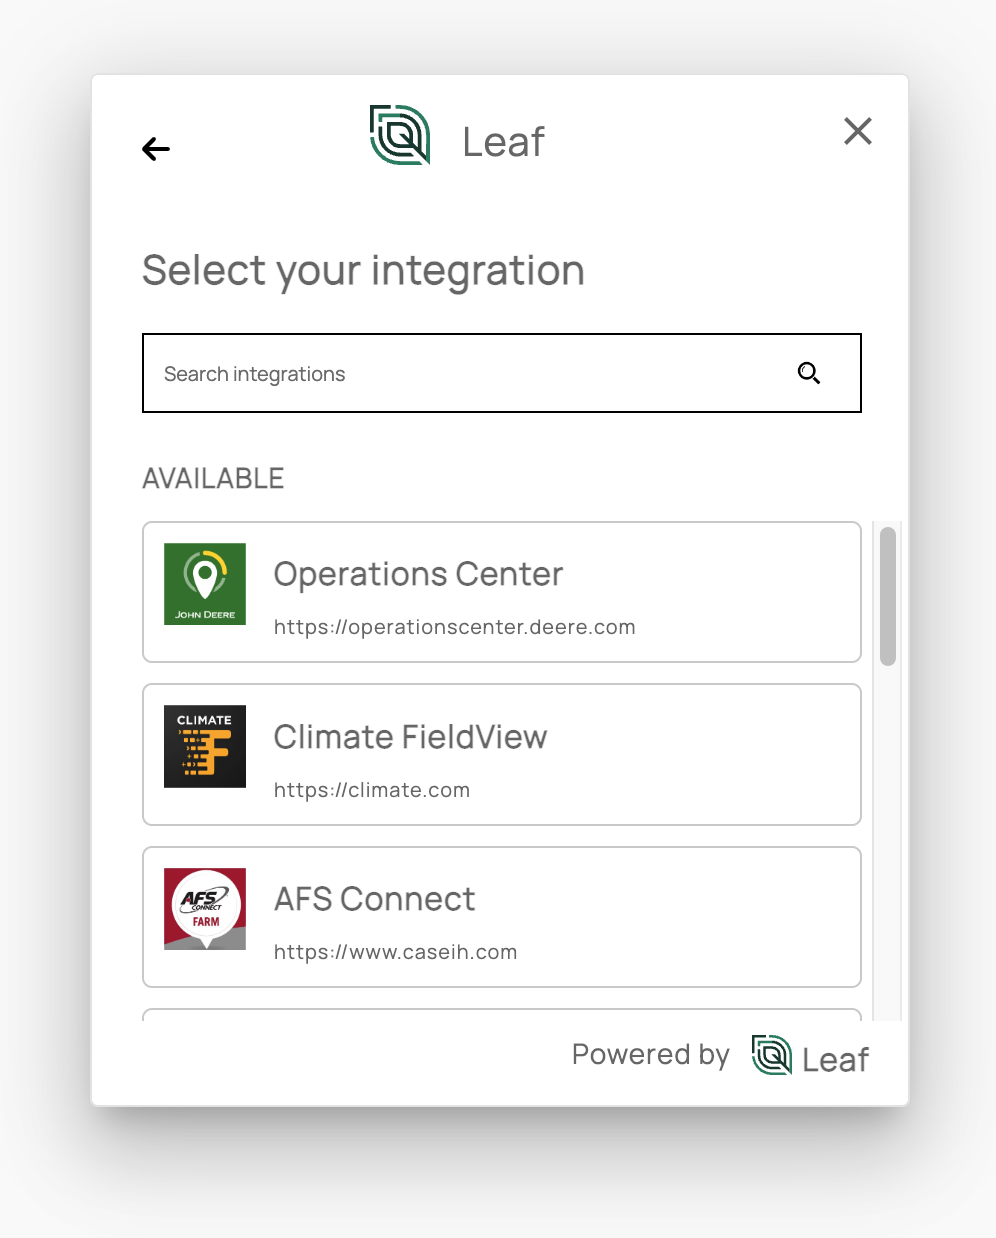 Leaf
Select your integration
Search integrations
AVAILABLE
JOHN DEERE
Operations Center
https://operationscenter.deere.com
CLIMATE
Climate FieldView
https://climate.com
AFS
CONNECT
FARM
AFS Connect
https://www.caseih.com
Powered by Leaf